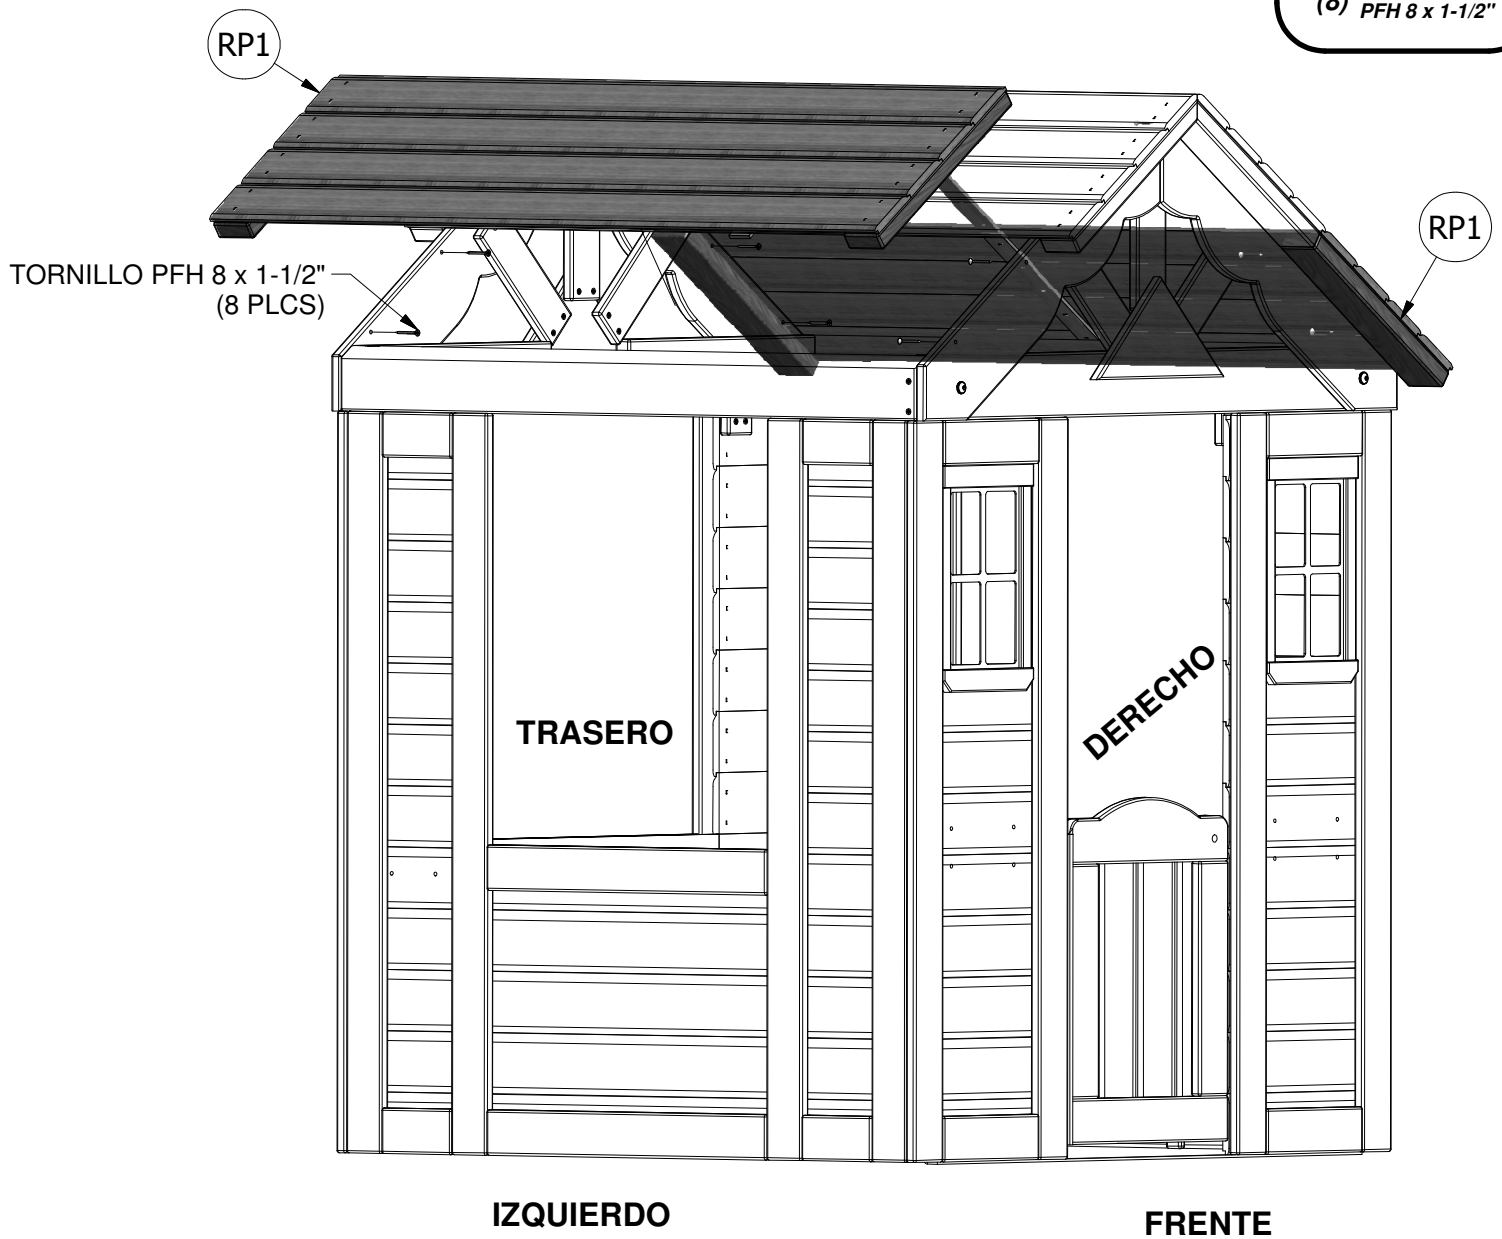 (8) PFH 8 x 1-1/2"
RP1
RP1
TORNILLO PFH 8 x 1-1/2"
(8 PLCS)
TRASERO
DERECHO
IZQUIERDO
FRENTE